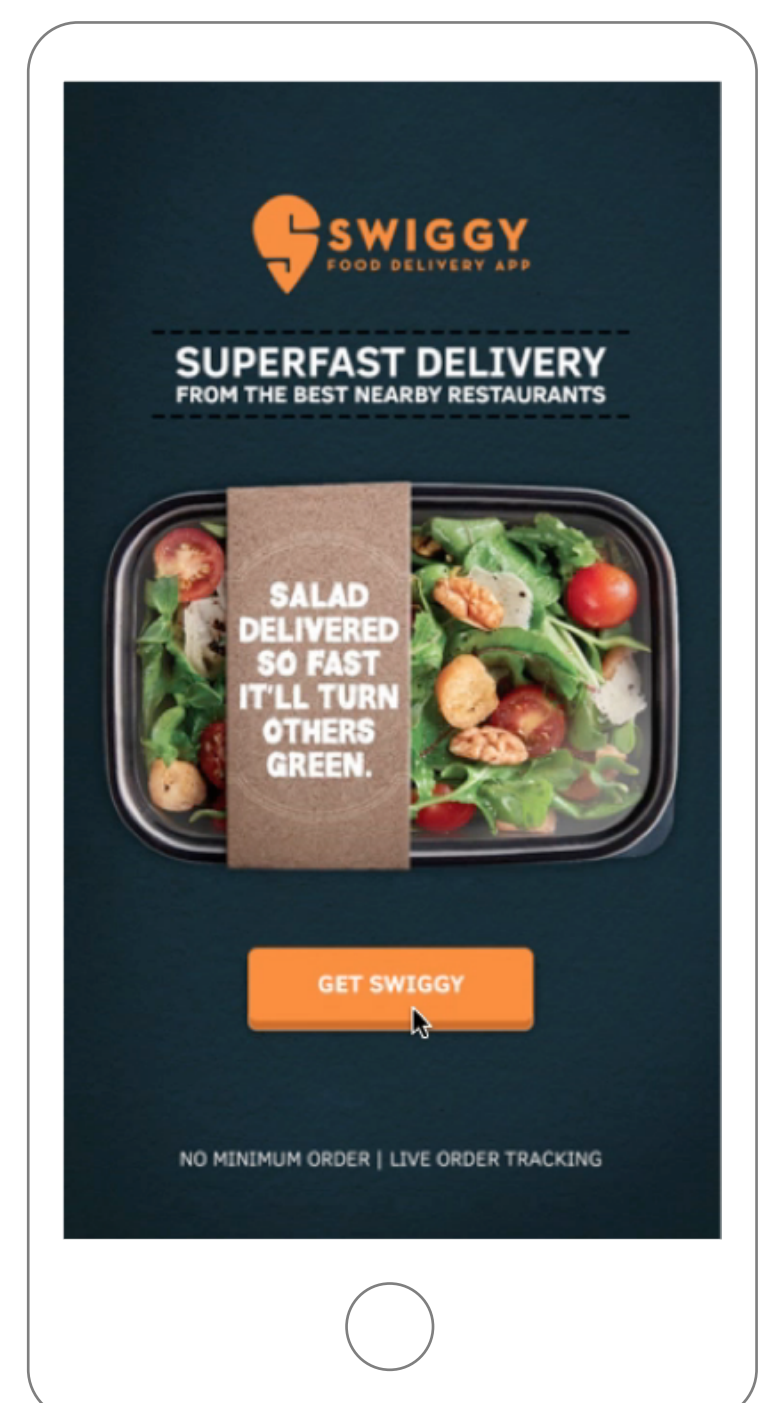 SWIGGY
FOOD DELIVERY APP
SUPERFAST DELIVERY
FROM THE BEST NEARBY RESTAURANTS
SALAD
DELIVERED
SO FAST
IT'LL TURN
OTHERS
GREEN.
GET SWIGGY
NO MINIMUM ORDER | LIVE ORDER TRACKING